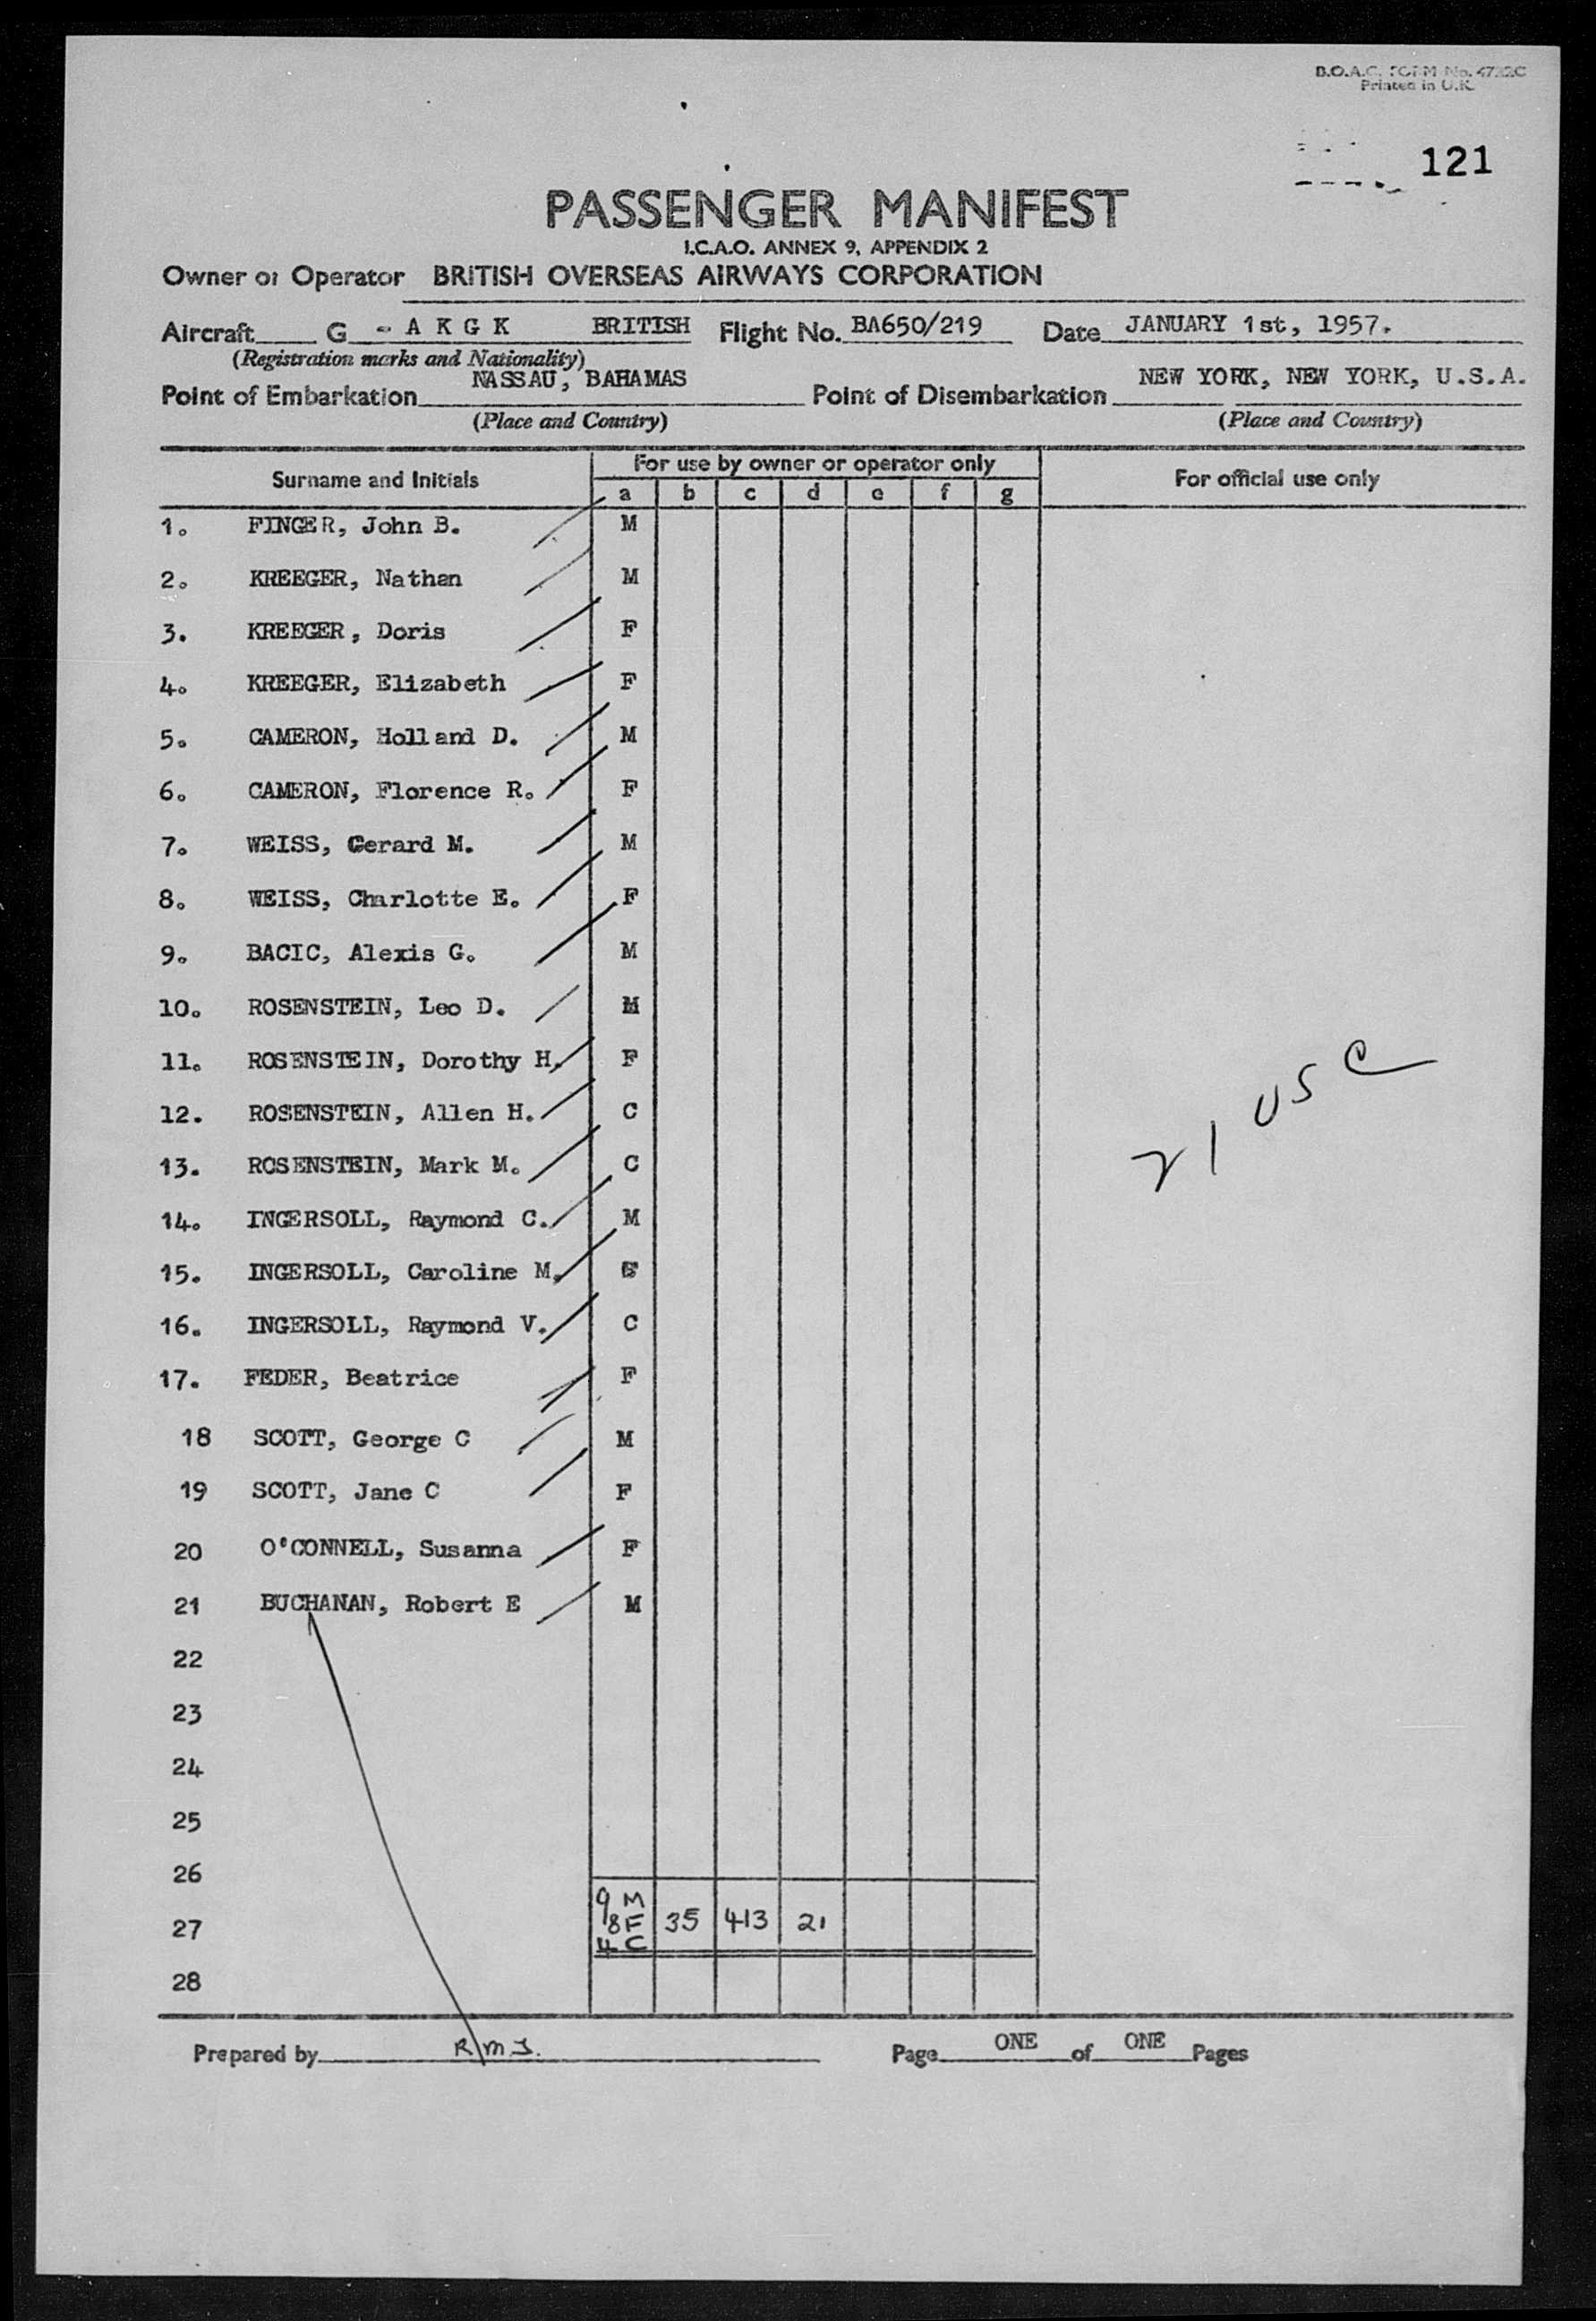 B.O.A.C. FORM No. 4722C
Printed in U.K.
121
PASSENGER MANIFEST
I.C.A.O. ANNEX 9, APPENDIX 2
Owner or Operator BRITISH OVERSEAS AIRWAYS CORPORATION
Aircraft G - A K G K BRITISH Flight No. BA650/219 Date JANUARY 1st, 1957.
(Registration marks and Nationality)
NASSAU, BAHAMAS NEW YORK, NEW YORK, U.S.A.
Point of Embarkation Point of Disembarkation
(Place and Country) (Place and Country)
Surname and Initials For use by owner or operator only For official use only
a b c d e f g
1. FINGER, John B. M
2. KREEGER, Nathan M
3. KREEGER, Doris F
4. KREEGER, Elizabeth F
5. CAMERON, Holland D. M
6. CAMERON, Florence R. F
7. WEISS, Gerard M. M
8. WEISS, Charlotte E. F
9. BACIC, Alexis G. M
10. ROSENSTEIN, Leo D. M
11. ROSENSTEIN, Dorothy H. F
12. ROSENSTEIN, Allen H. C
13. ROSENSTEIN, Mark M. C
21 USC
14. INGERSOLL, Raymond C. M
15. INGERSOLL, Caroline M.
16. INGERSOLL, Raymond V. C
17. FEDER, Beatrice F
18 SCOTT, George C M
19 SCOTT, Jane C F
20 O'CONNELL, Susanna F
21 BUCHANAN, Robert E M
22
23
24
25
26
9 M
27 8 F 35 413 21
4 C
28
Prepared by R.M.J. Page ONE of ONE Pages